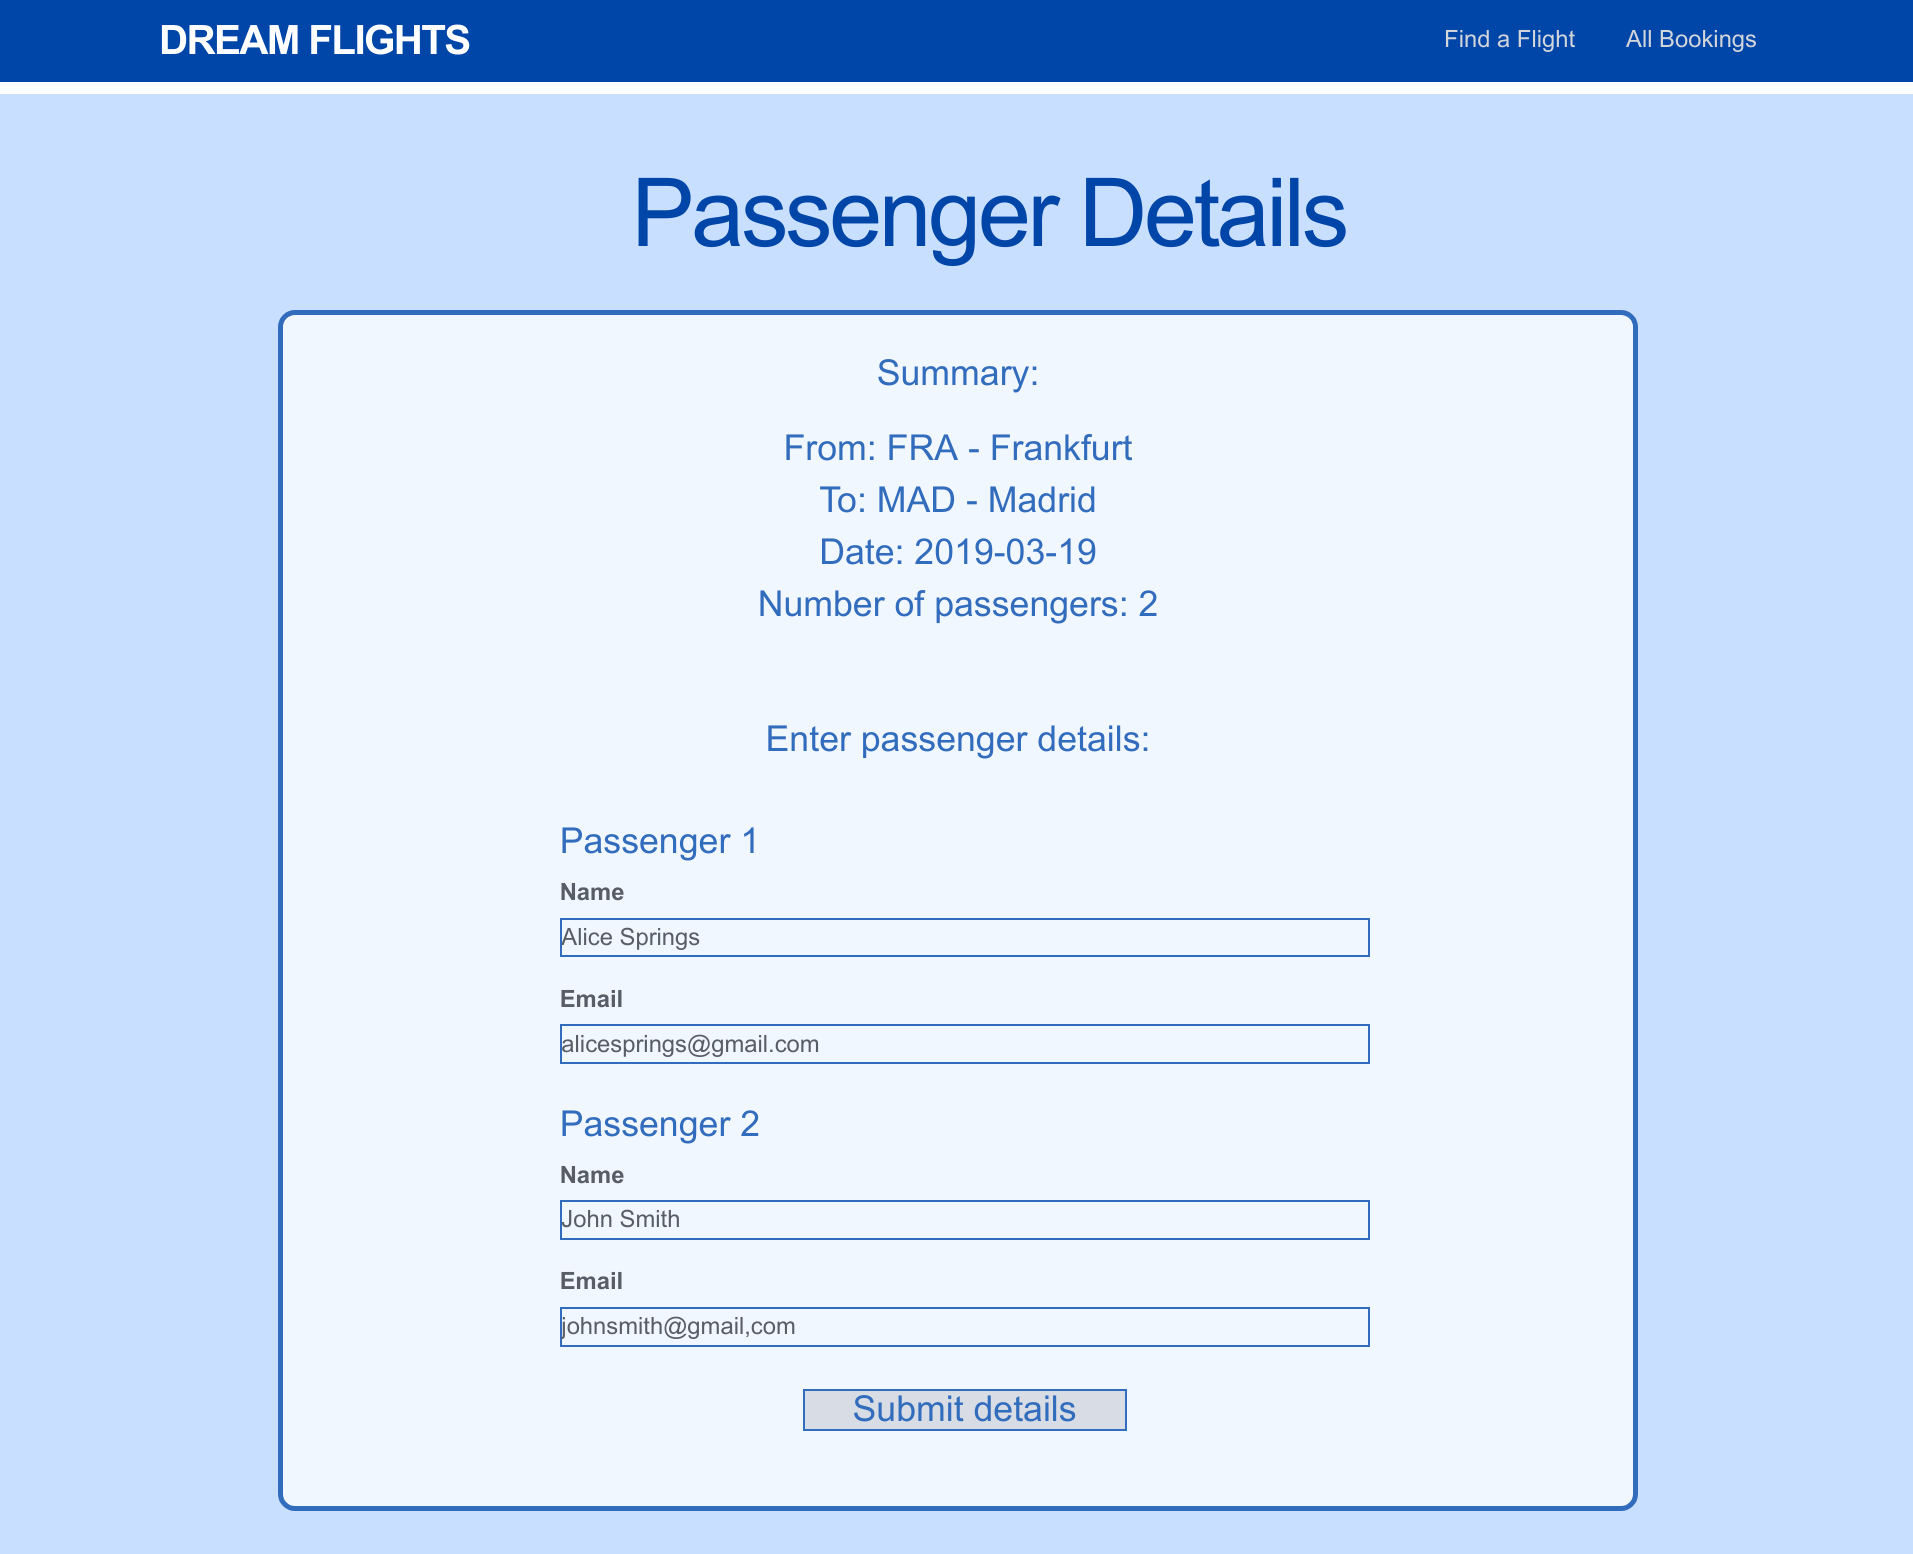 DREAM FLIGHTS
Find a Flight
All Bookings
Passenger Details
Summary:
From: FRA - Frankfurt
To: MAD - Madrid
Date: 2019-03-19
Number of passengers: 2
Enter passenger details:
Passenger 1
Name
Alice Springs
Email
alicesprings@gmail.com
Passenger 2
Name
John Smith
Email
johnsmith@gmail,com
Submit details